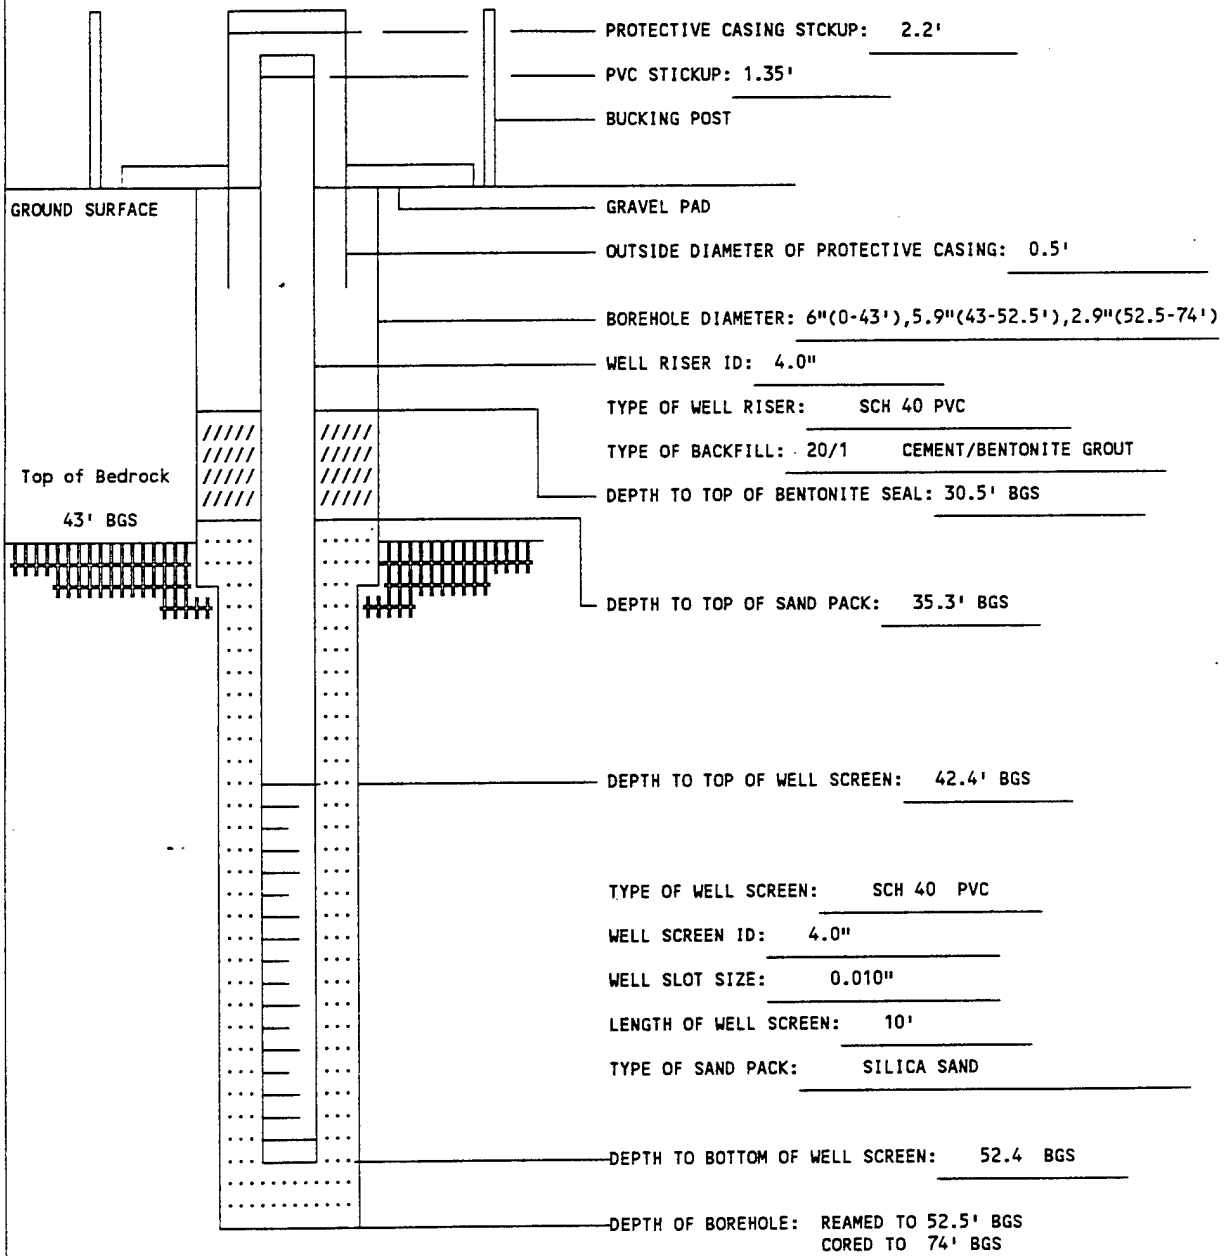 PROTECTIVE CASING STCKUP: 2.2'
PVC STICKUP: 1.35'
BUCKING POST
GROUND SURFACE
GRAVEL PAD
OUTSIDE DIAMETER OF PROTECTIVE CASING: 0.5'
BOREHOLE DIAMETER: 6"(0-43'),5.9"(43-52.5'),2.9"(52.5-74')
WELL RISER ID: 4.0"
TYPE OF WELL RISER: SCH 40 PVC
TYPE OF BACKFILL: 20/1 CEMENT/BENTONITE GROUT
Top of Bedrock
43' BGS
DEPTH TO TOP OF BENTONITE SEAL: 30.5' BGS
DEPTH TO TOP OF SAND PACK: 35.3' BGS
DEPTH TO TOP OF WELL SCREEN: 42.4' BGS
TYPE OF WELL SCREEN: SCH 40 PVC
WELL SCREEN ID: 4.0"
WELL SLOT SIZE: 0.010"
LENGTH OF WELL SCREEN: 10'
TYPE OF SAND PACK: SILICA SAND
DEPTH TO BOTTOM OF WELL SCREEN: 52.4 BGS
DEPTH OF BOREHOLE: REAMED TO 52.5' BGS
CORED TO 74' BGS